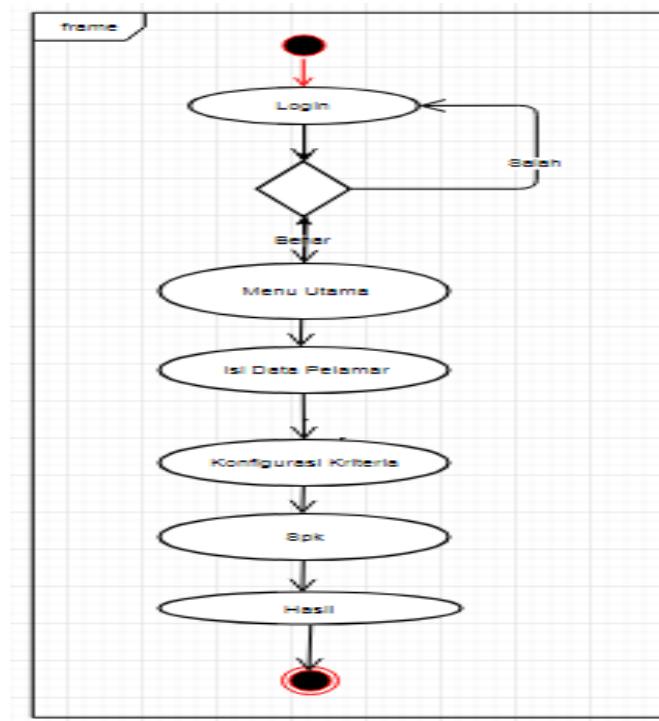 frame
Login
Salah
Benar
Menu Utama
Isi Data Pelamar
Konfigurasi Kriteria
Spk
Hasil